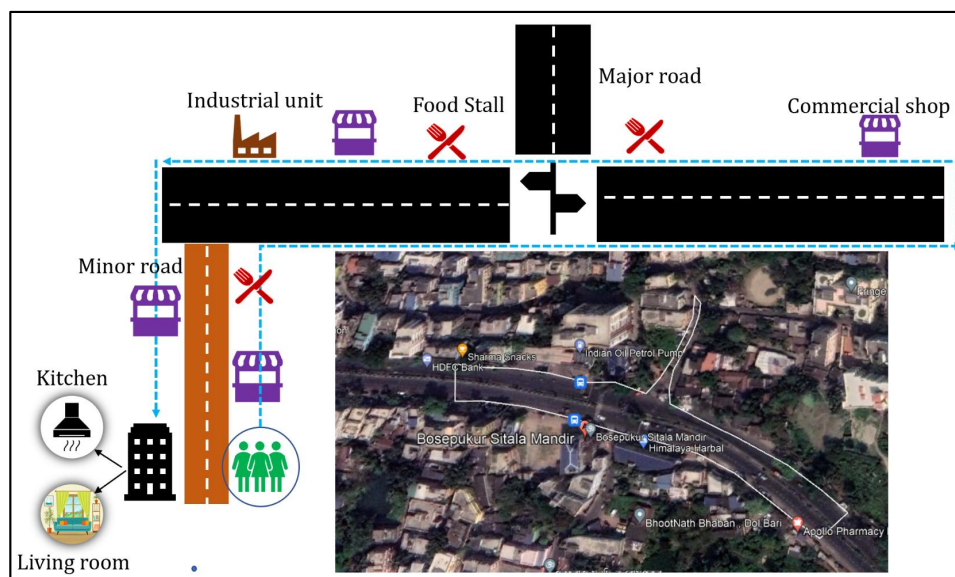 Major road
Industrial unit
Food Stall
Commercial shop
Minor road
Kitchen
Living room
Sharma Snacks
HDFC Bank
Indian Oil Petrol Pump
Bosepukur Sitala Mandir
Bosepukur Sitala Mandir
Himalaya Harbal
BhootNath Bhaban , Dol Bari
Apollo Pharmacy